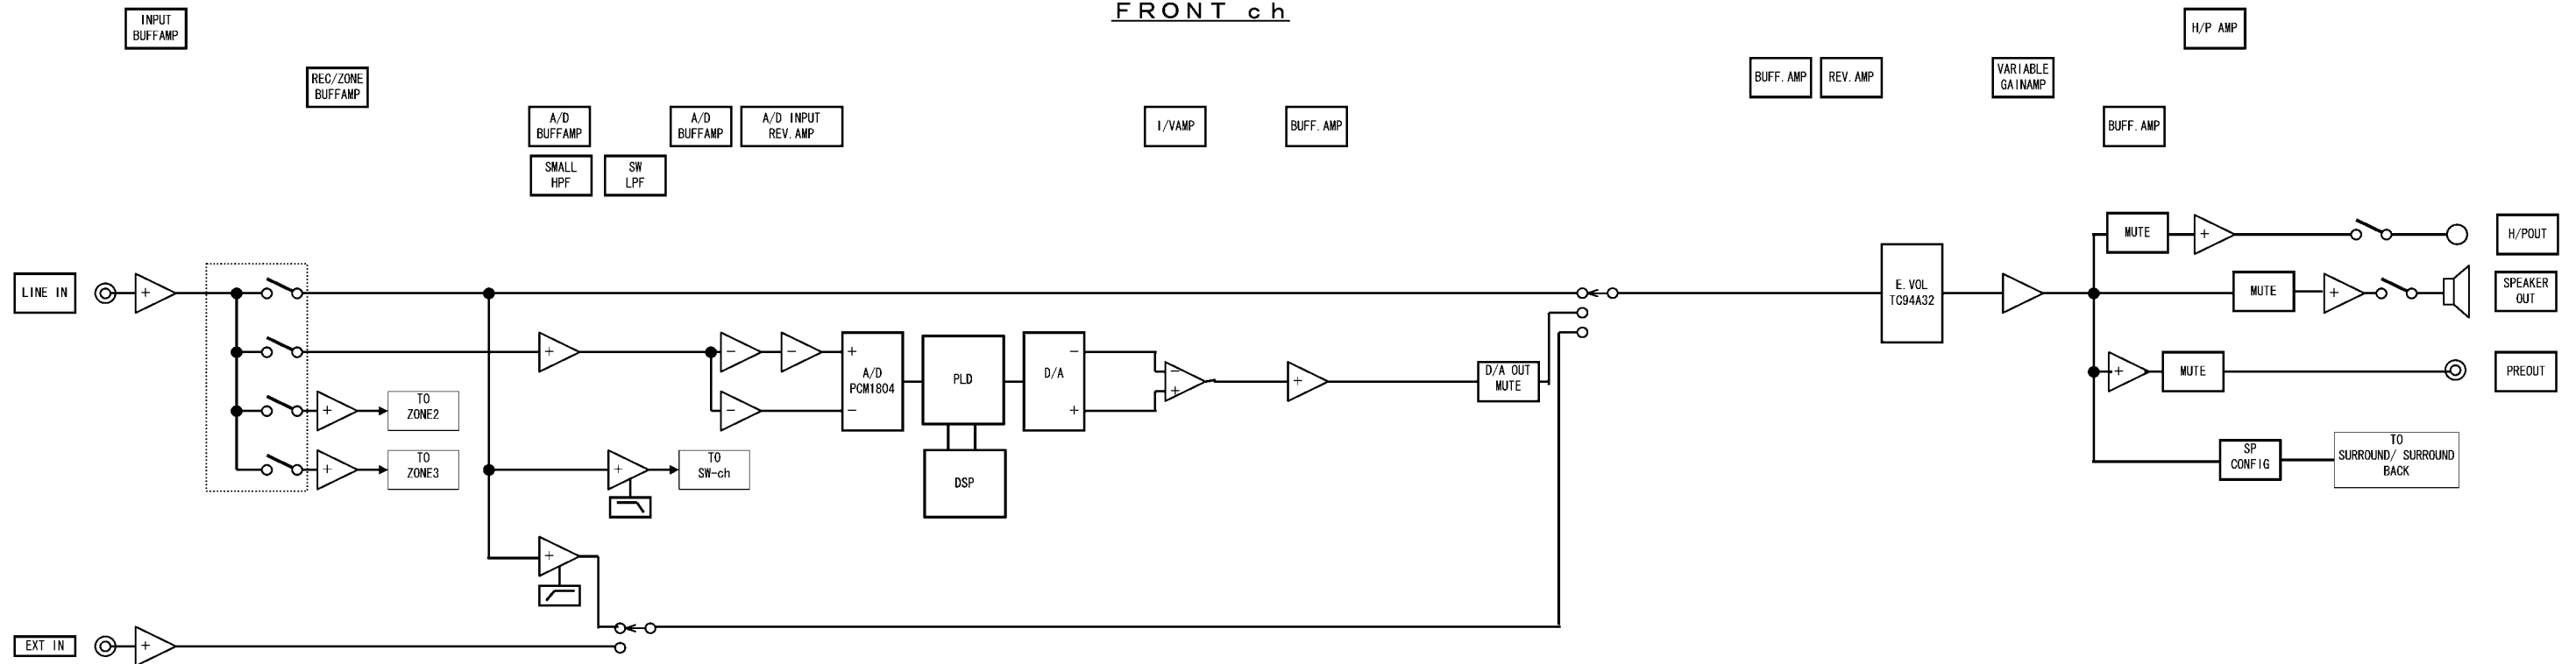 FRONT ch
INPUT
BUFFAMP
H/P AMP
REC/ZONE
BUFFAMP
BUFF. AMP
REV. AMP
VARIABLE
GAINAMP
A/D
BUFFAMP
A/D
BUFFAMP
A/D INPUT
REV. AMP
I/VAMP
BUFF. AMP
BUFF. AMP
SMALL
HPF
SW
LPF
MUTE
+
H/POUT
LINE IN
+
E. VOL
TC94A32
MUTE
+
SPEAKER
OUT
+
-
-
+
A/D
PCM1804
-
-
PLD
D/A
-
+
-
+
+
D/A OUT
MUTE
+
MUTE
PREOUT
+
TO
ZONE2
+
TO
ZONE3
+
TO
SW-ch
DSP
SP
CONFIG
TO
SURROUND/ SURROUND
BACK
+
EXT IN
+